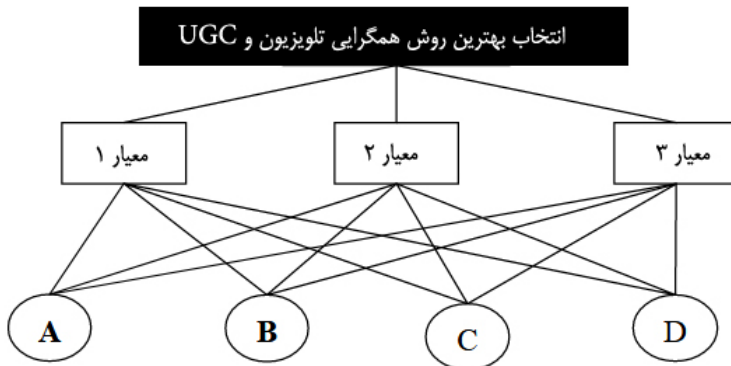 انتخاب بهترین روش همگرایی تلویزیون و UGC
معیار ۳
معیار ۲
معیار ۱
A
B
C
D